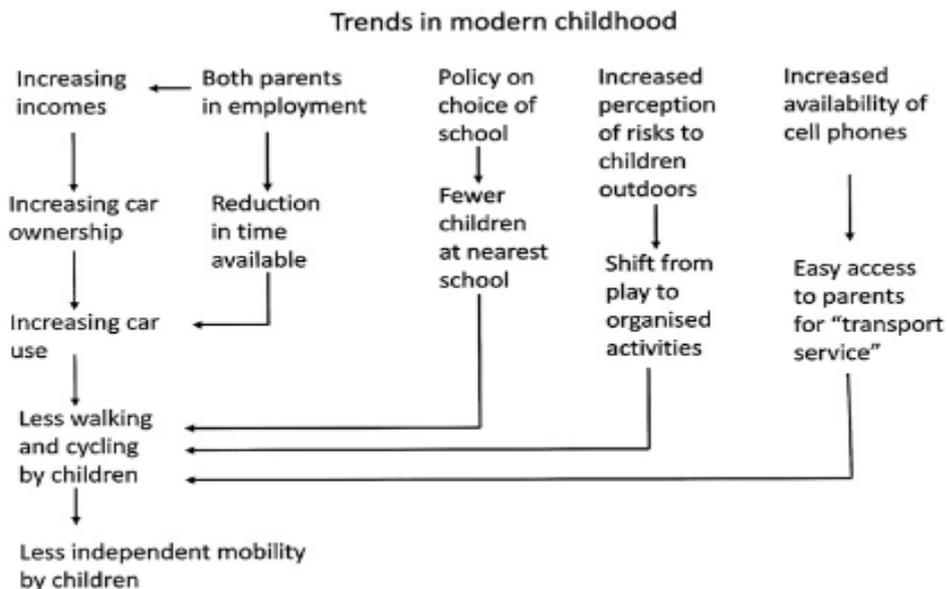 Trends in modern childhood
Increasing
incomes
Both parents
in employment
Policy on
choice of
school
Increased
perception
of risks to
children
outdoors
Increased
availability of
cell phones
Increasing car
ownership
Reduction
in time
available
Fewer
children
at nearest
school
Shift from
play to
organised
activities
Easy access
to parents
for “transport
service”
Increasing car
use
Less walking
and cycling
by children
Less independent mobility
by children